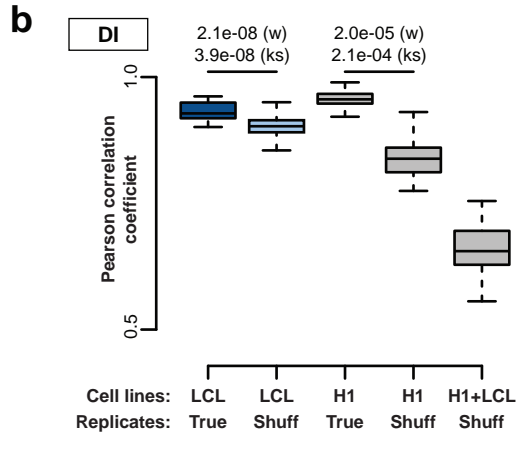 b
DI
2.1e-08 (w) 2.0e-05 (w)
3.9e-08 (ks) 2.1e-04 (ks)
1.0
Pearson correlation
coefficient
0.5
Cell lines: LCL LCL H1 H1 H1+LCL
Replicates: True Shuff True Shuff Shuff